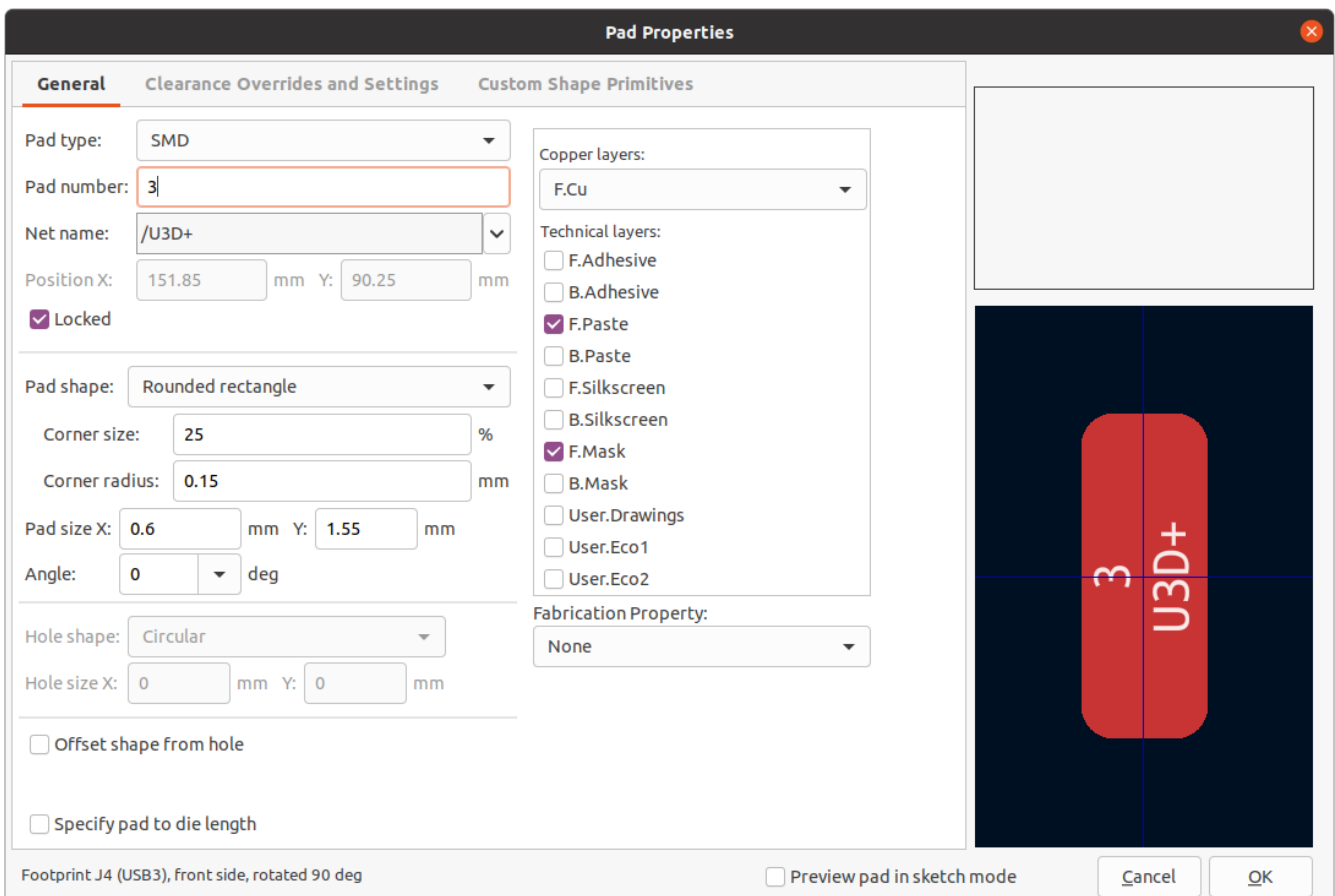 Pad Properties
General Clearance Overrides and Settings Custom Shape Primitives
Pad type: SMD
Pad number: 3
Net name: /U3D+
Position X: 151.85 mm Y: 90.25 mm
Locked
Pad shape: Rounded rectangle
Corner size: 25 %
Corner radius: 0.15 mm
Pad size X: 0.6 mm Y: 1.55 mm
Angle: 0 deg
Hole shape: Circular
Hole size X: 0 mm Y: 0 mm
Offset shape from hole
Specify pad to die length
Copper layers:
F.Cu
Technical layers:
F.Adhesive
B.Adhesive
F.Paste
B.Paste
F.Silkscreen
B.Silkscreen
F.Mask
B.Mask
User.Drawings
User.Eco1
User.Eco2
Fabrication Property:
None
3
U3D+
Footprint J4 (USB3), front side, rotated 90 deg
Preview pad in sketch mode
Cancel
OK